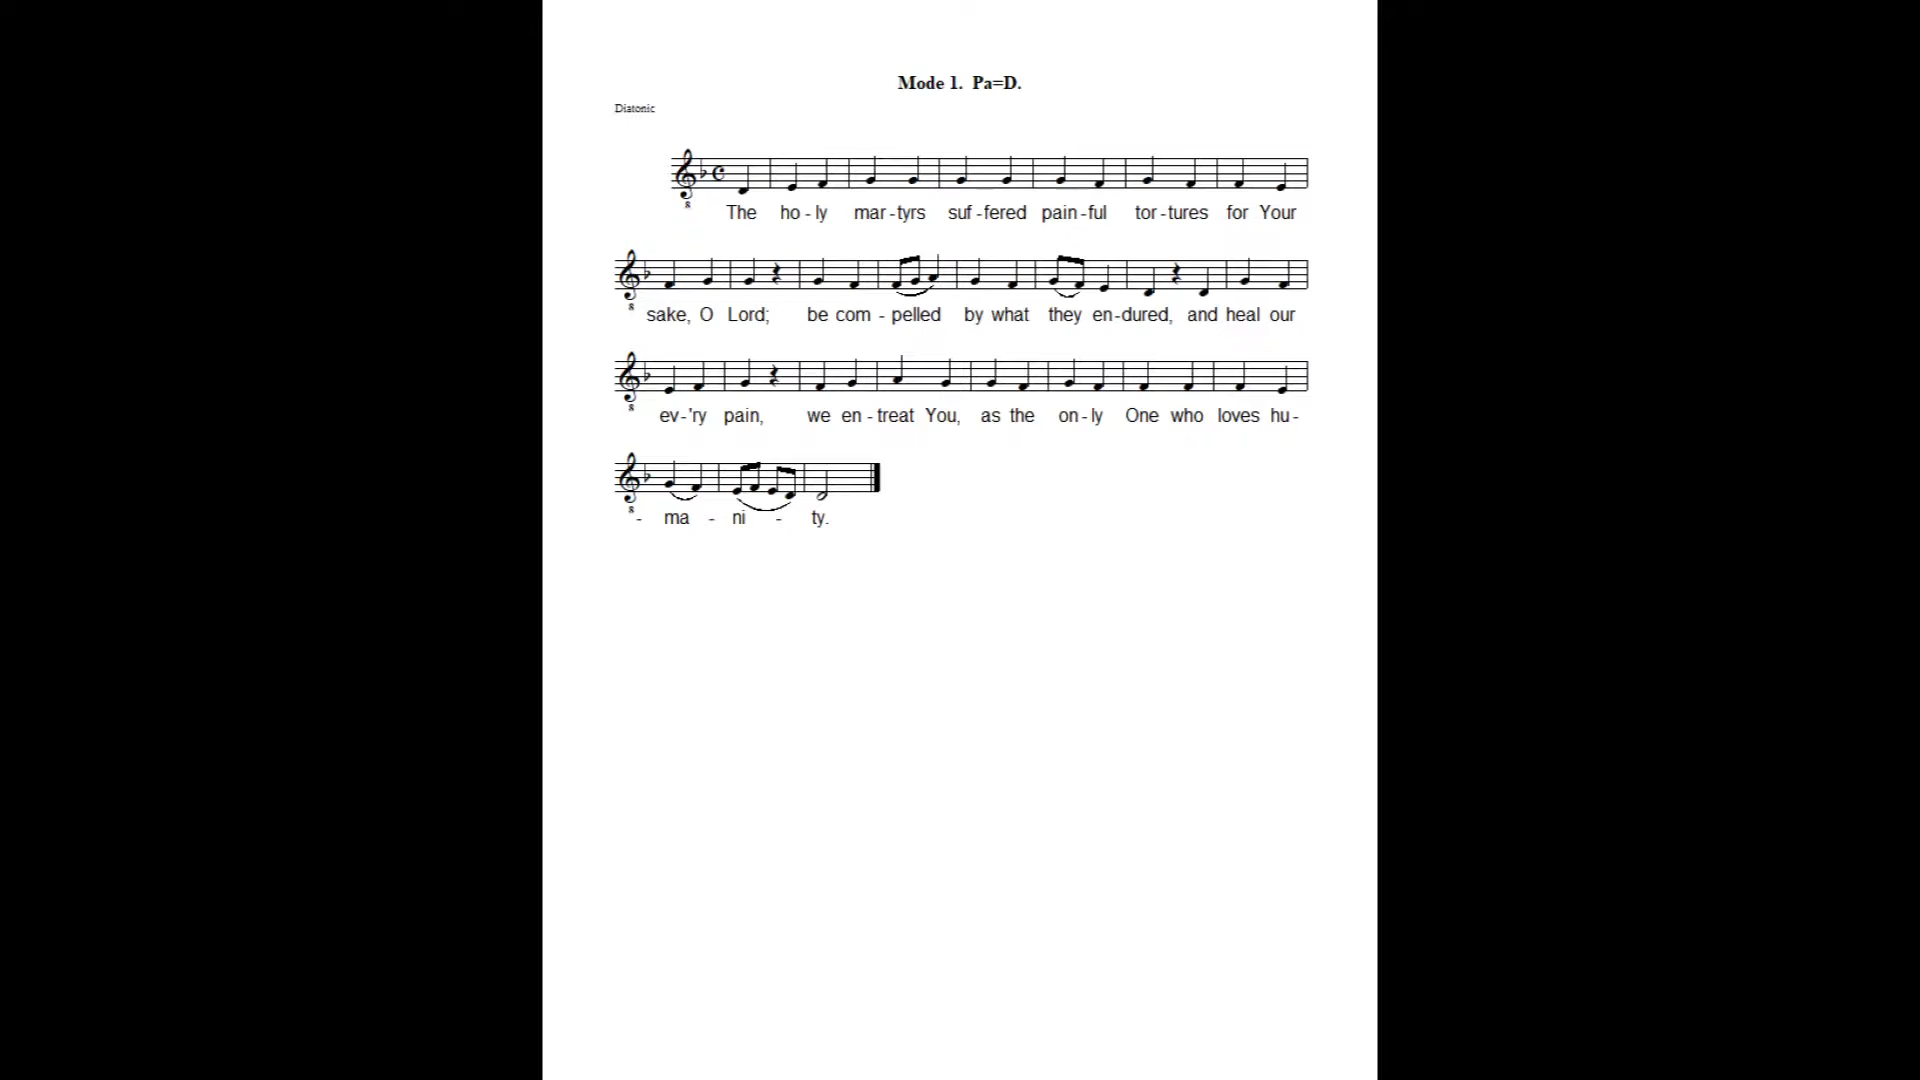 Mode 1. Pa=D.
Diatonic
The ho - ly mar - tyrs suf - fered pain - ful tor - tures for Your
sake, O Lord; be com - pelled by what they en - dured, and heal our
ev - 'ry pain, we en - treat You, as the on - ly One who loves hu -
- ma - ni - ty.